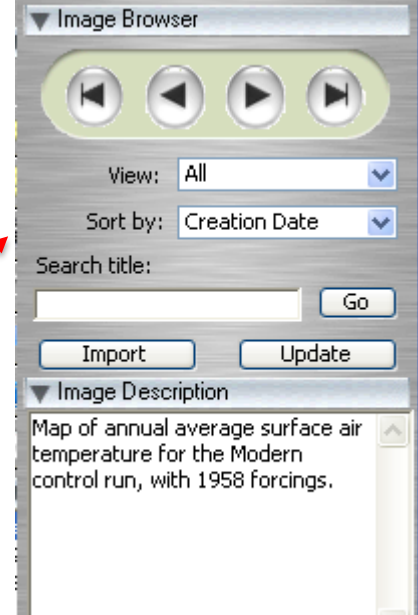 Image Browser
View: All
Sort by: Creation Date
Search title:
Go
Import Update
Image Description
Map of annual average surface air
temperature for the Modern
control run, with 1958 forcings.